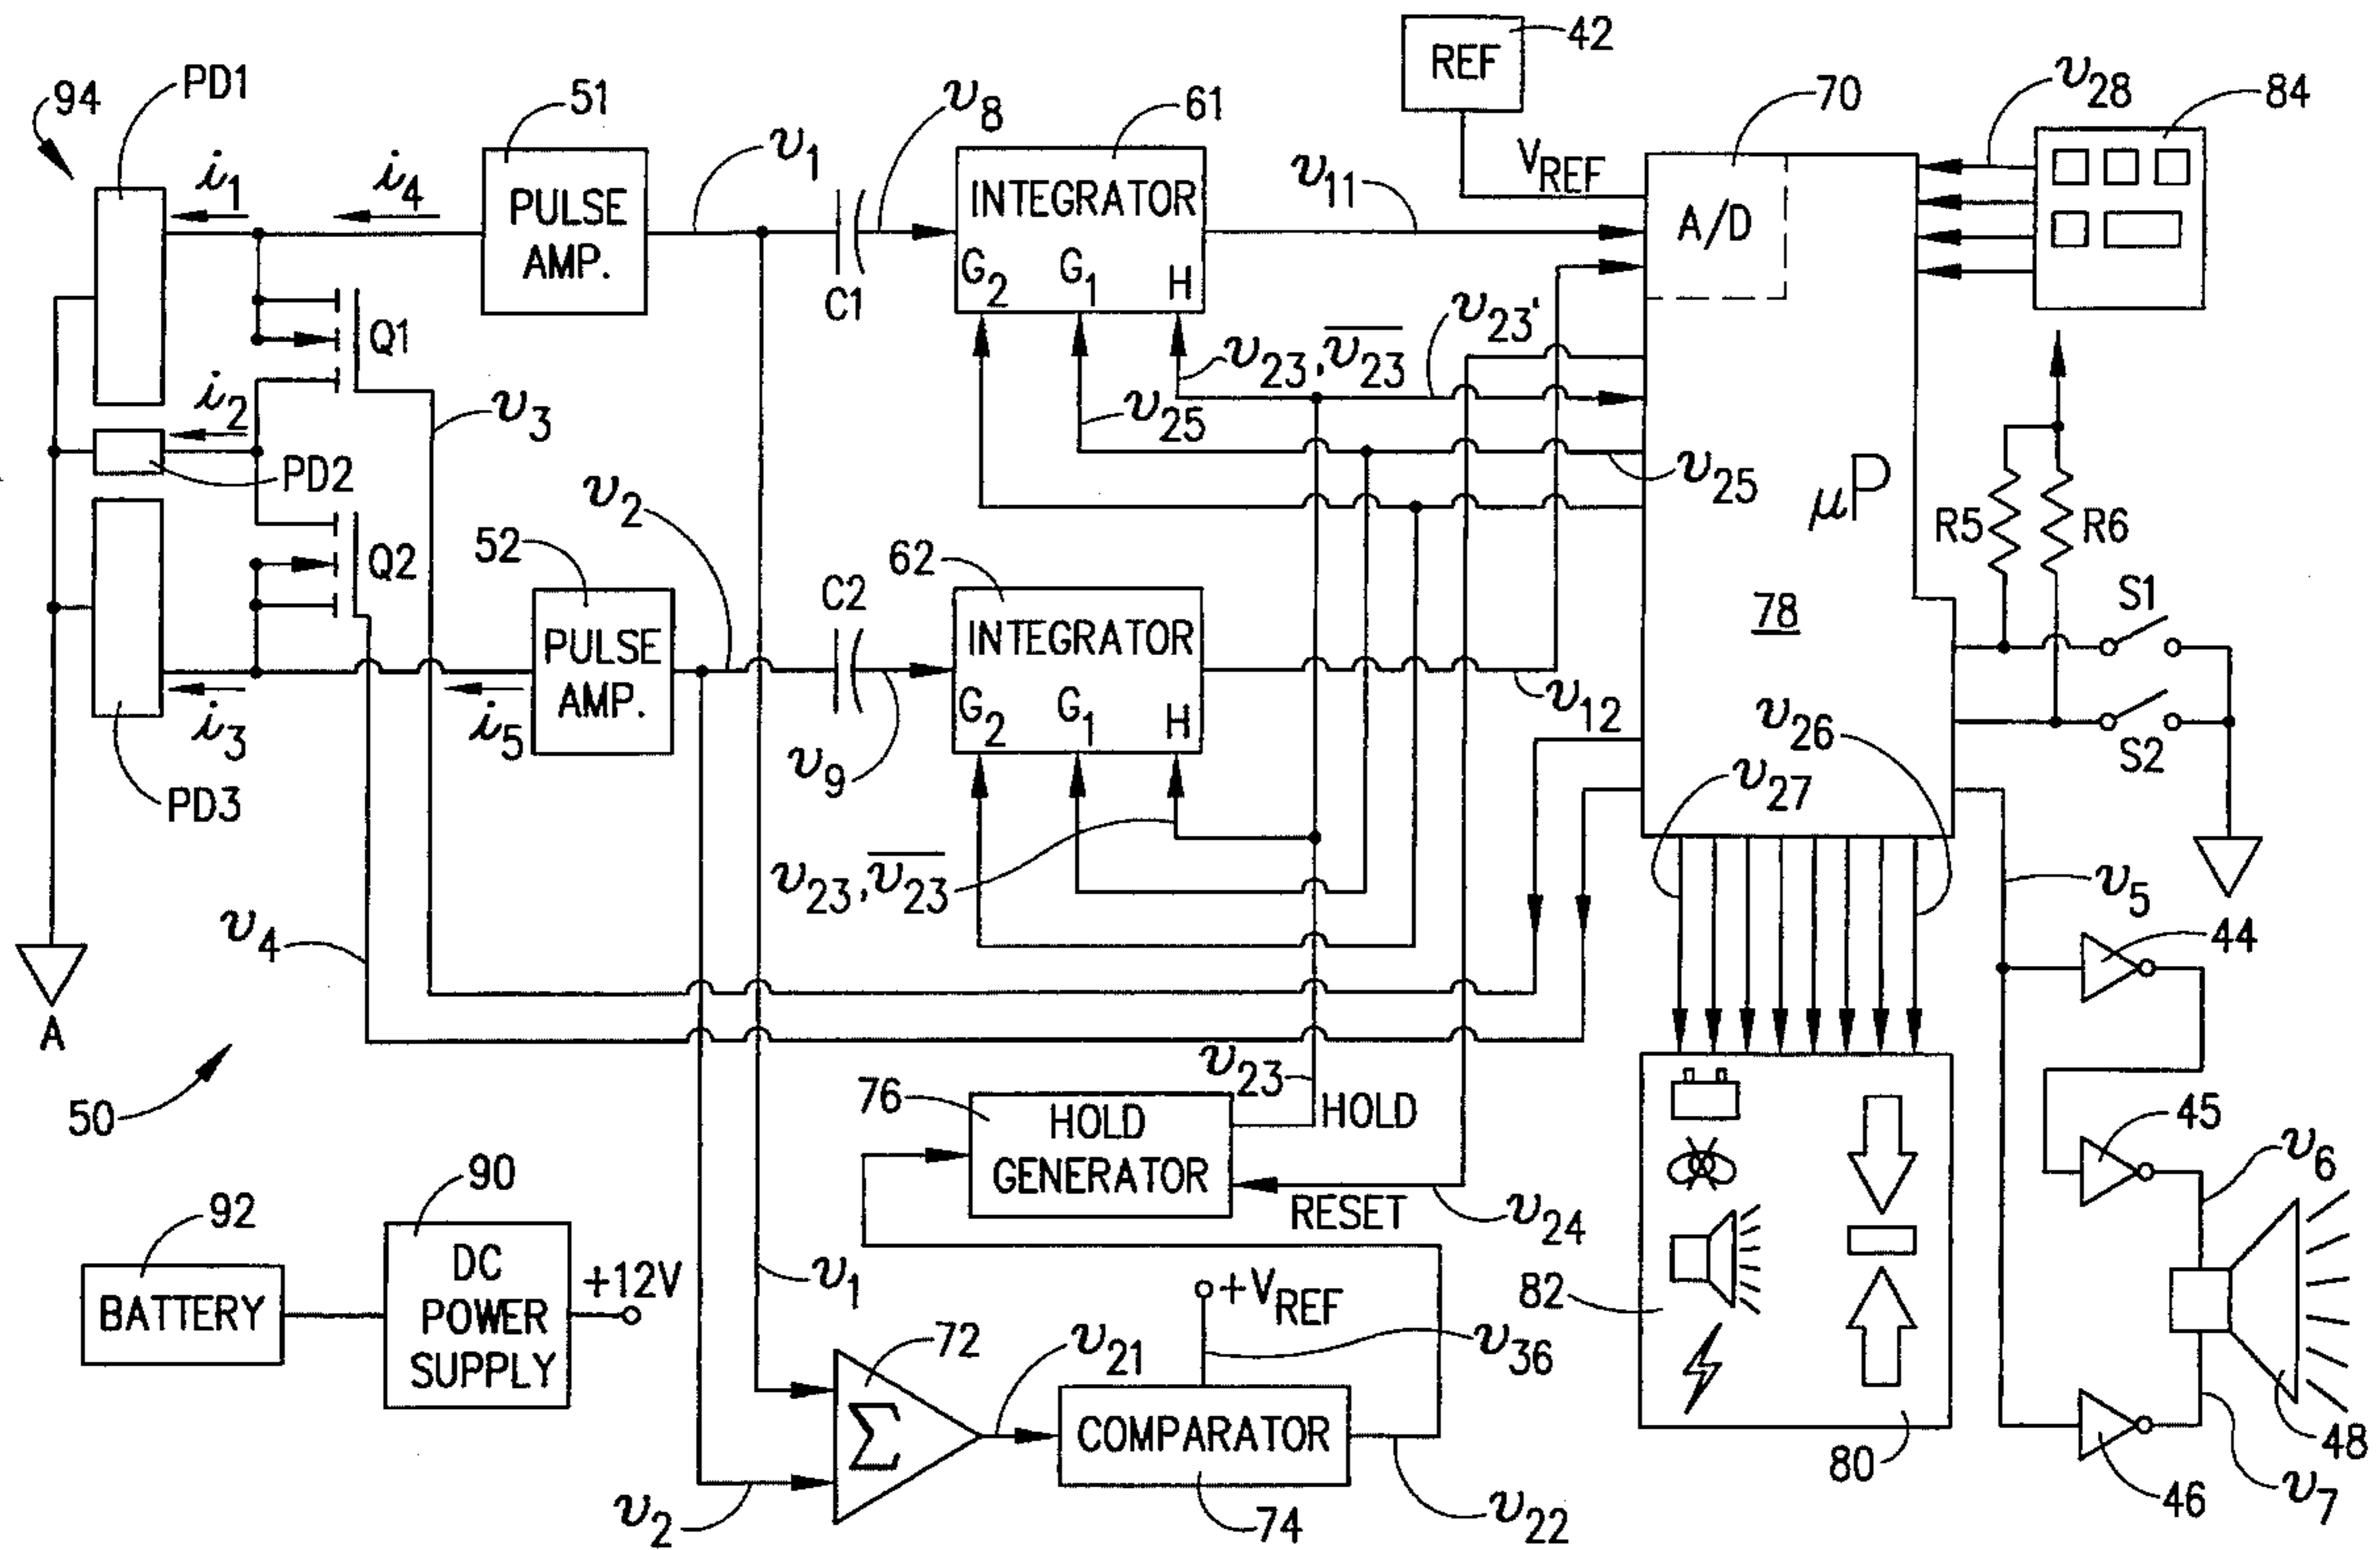 94
PD1
i1
i4
51
PULSE
AMP.
v1
v8
C1
61
INTEGRATOR
G2
G1
H
v11
REF
42
VREF
70
A/D
v28
84
Q1
i2
PD2
v3
v23, v̅2̅3̅
v23'
v25
v25
μP
78
R5
R6
S1
S2
Q2
PD3
i3
i5
52
PULSE
AMP.
v2
C2
v9
62
INTEGRATOR
G2
G1
H
v12
v23, v̅2̅3̅
v27
v26
v5
44
45
v6
46
v7
48
A
50
v4
v23
76
HOLD
GENERATOR
HOLD
RESET
v24
92
BATTERY
90
DC
POWER
SUPPLY
+12V
v1
v2
72
Σ
v21
+VREF
v36
COMPARATOR
74
v22
82
80